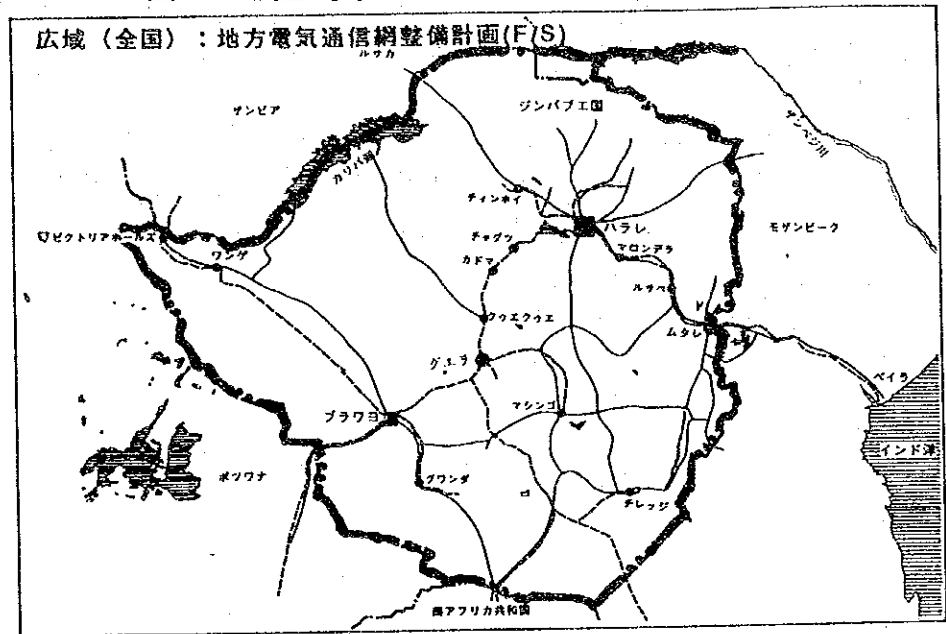 広域（全国）：地方電気通信網整備計画(F/S)
ルサカ
ザンビア
ジンバブエ国
ザンベジ川
カリバ湖
チィンホイ
ハラレ
モザンビーク
ビクトリアホールズ
チェグツ
マロンデラ
ワンゲ
カドマ
ルサペ
クゥエクゥエ
ムタレ
グェラ
ベイラ
ブラワヨ
マシンゴ
インド洋
ボツワナ
グワンダ
チレッジ
南アフリカ共和国